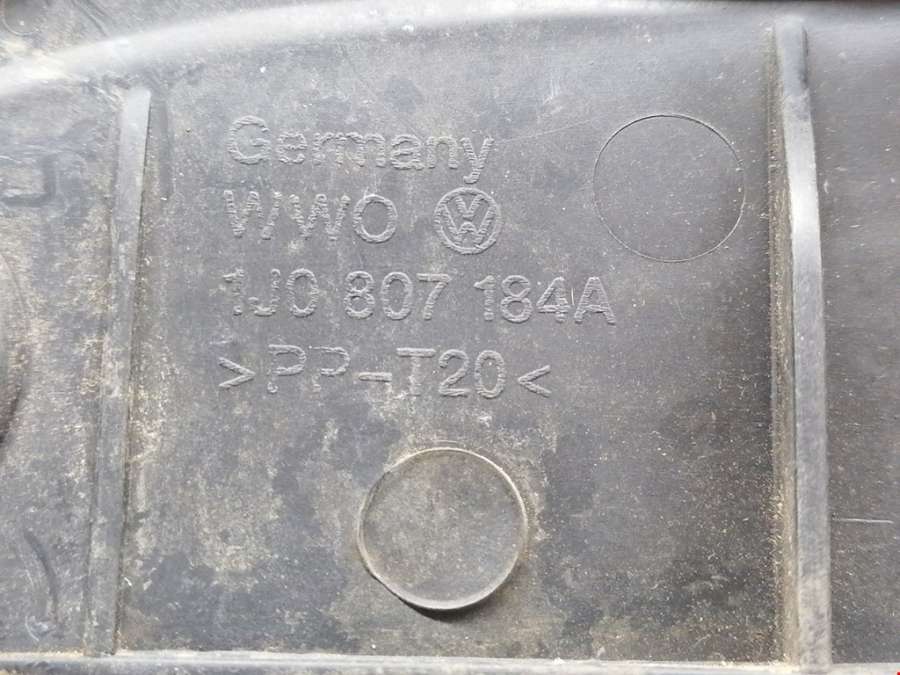 Germany
WWO
1J0 807 184A
>PP-T20<